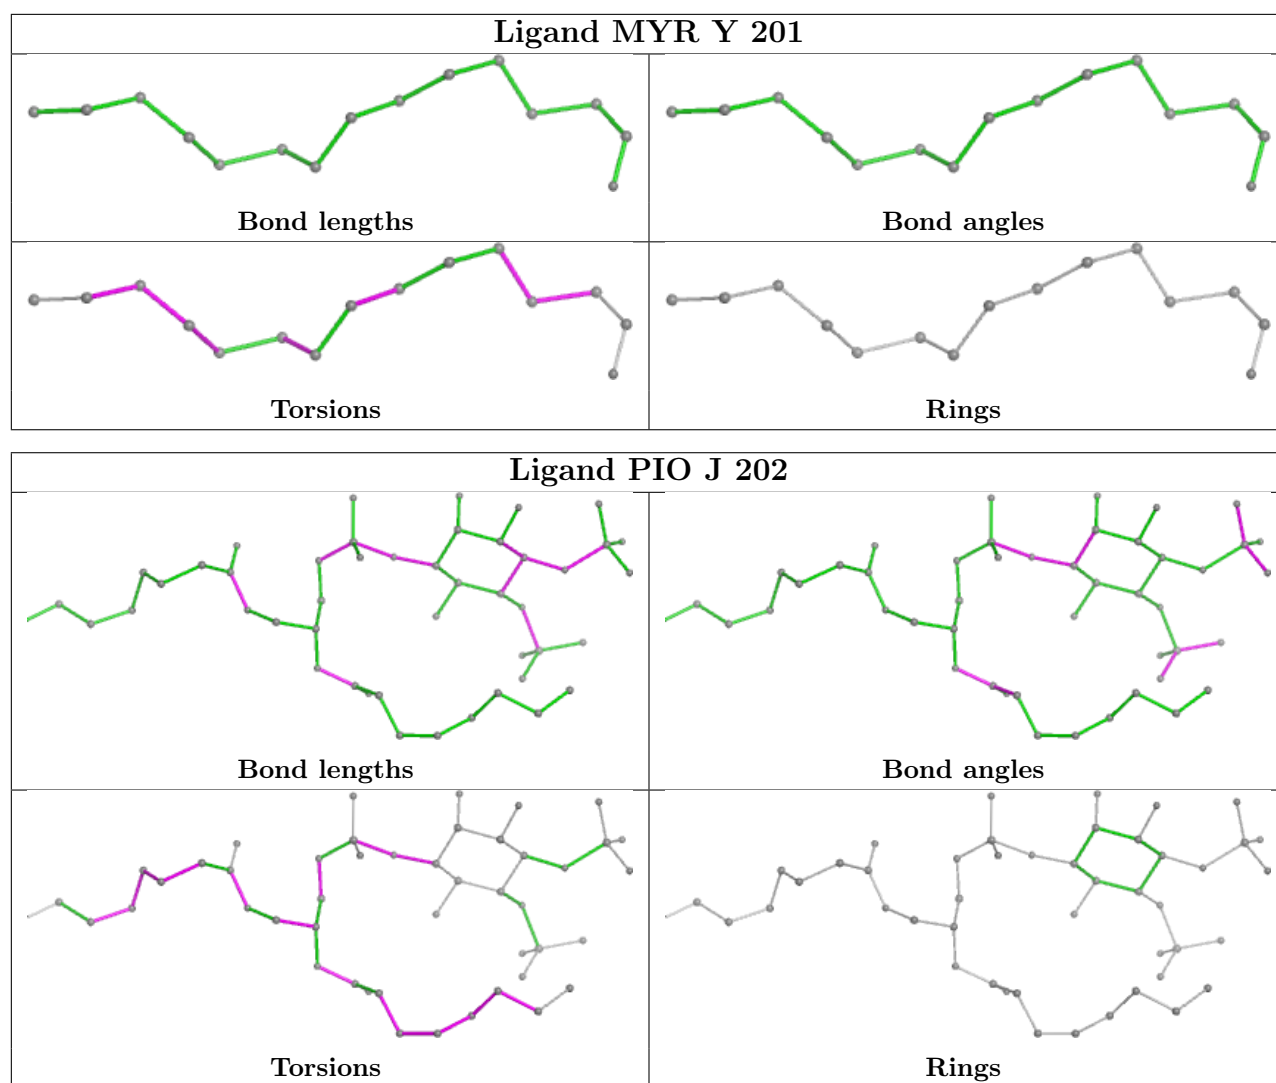 Ligand MYR Y 201
Bond lengths
Bond angles
Torsions
Rings
Ligand PIO J 202
Bond lengths
Bond angles
Torsions
Rings